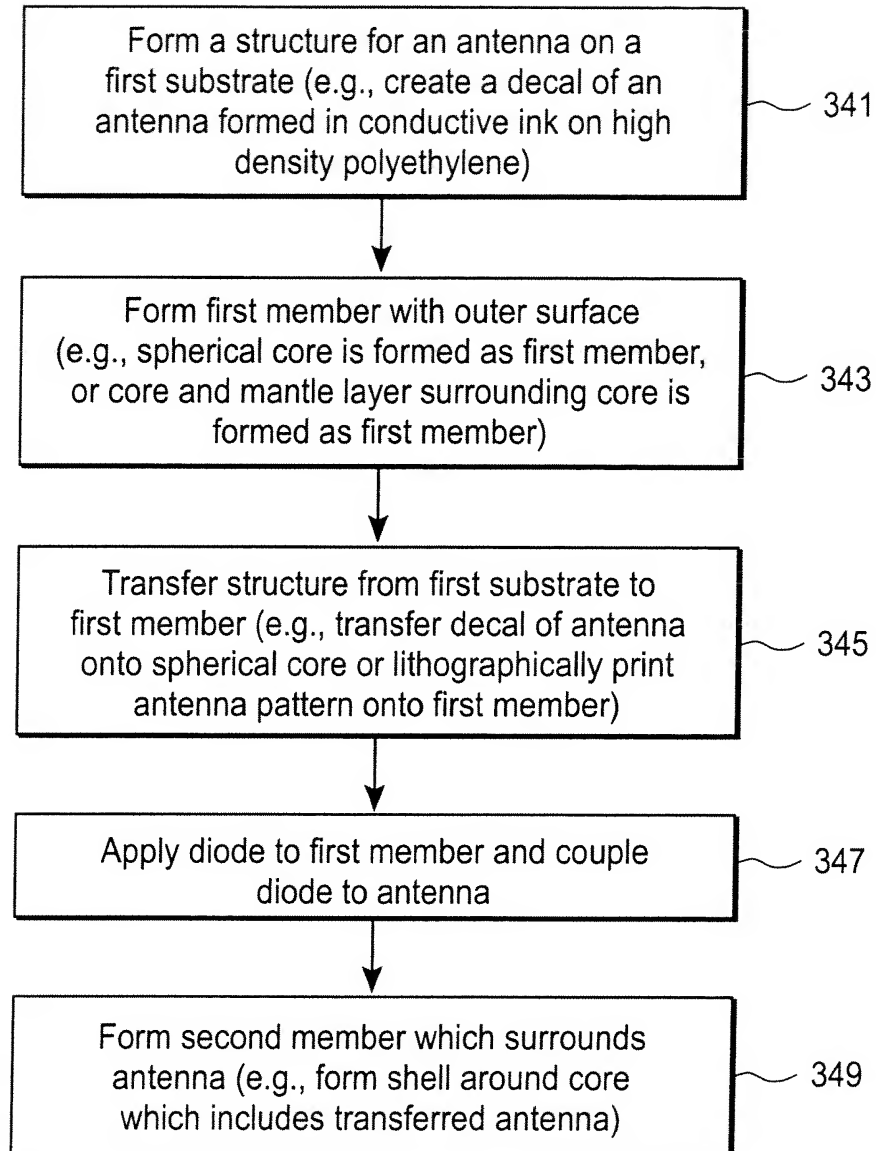 Form a structure for an antenna on a
first substrate (e.g., create a decal of an
antenna formed in conductive ink on high
density polyethylene)
341
Form first member with outer surface
(e.g., spherical core is formed as first member,
or core and mantle layer surrounding core is
formed as first member)
343
Transfer structure from first substrate to
first member (e.g., transfer decal of antenna
onto spherical core or lithographically print
antenna pattern onto first member)
345
Apply diode to first member and couple
diode to antenna
347
Form second member which surrounds
antenna (e.g., form shell around core
which includes transferred antenna)
349